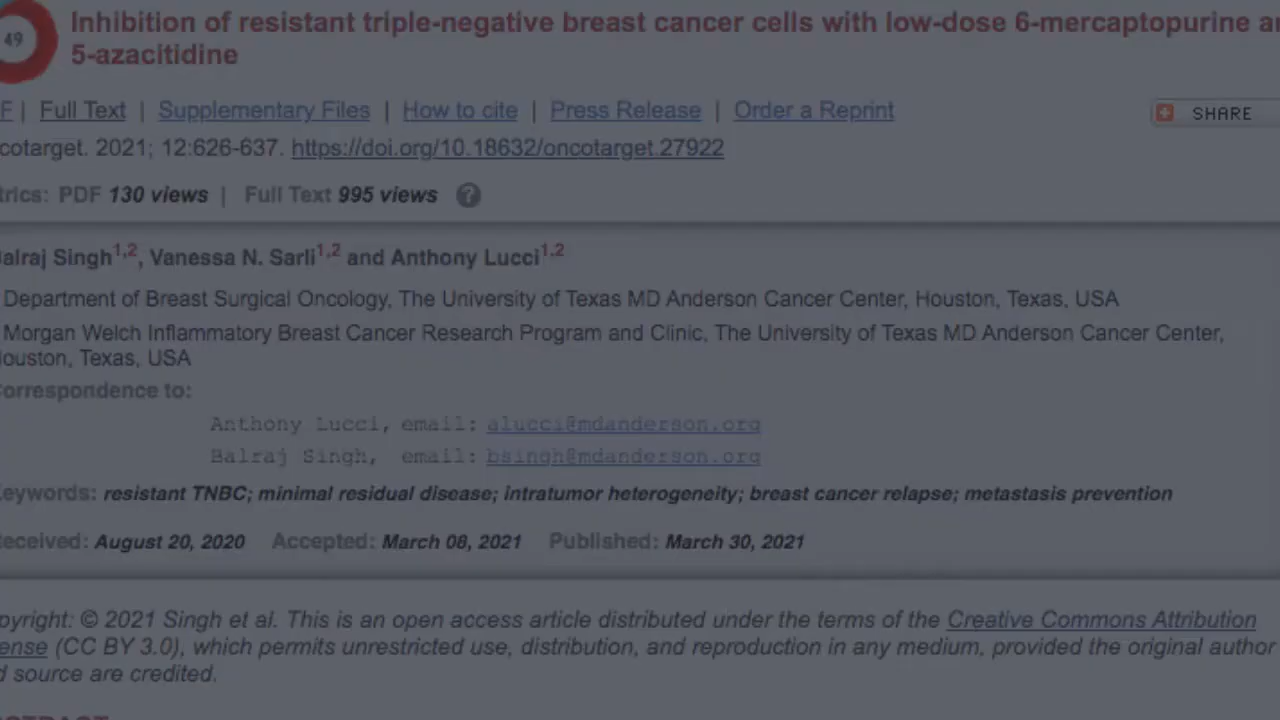 49
Inhibition of resistant triple-negative breast cancer cells with low-dose 6-mercaptopurine a
5-azacitidine
F | Full Text | Supplementary Files | How to cite | Press Release | Order a Reprint
SHARE
cotarget. 2021; 12:626-637. https://doi.org/10.18632/oncotarget.27922
trics: PDF 130 views | Full Text 995 views ?
alraj Singh1,2, Vanessa N. Sarli1,2 and Anthony Lucci1,2
Department of Breast Surgical Oncology, The University of Texas MD Anderson Cancer Center, Houston, Texas, USA
Morgan Welch Inflammatory Breast Cancer Research Program and Clinic, The University of Texas MD Anderson Cancer Center,
ouston, Texas, USA
orrespondence to:
Anthony Lucci, email: alucci@mdanderson.org
Balraj Singh, email: bsingh@mdanderson.org
eywords: resistant TNBC; minimal residual disease; intratumor heterogeneity; breast cancer relapse; metastasis prevention
eceived: August 20, 2020 Accepted: March 08, 2021 Published: March 30, 2021
pyright: © 2021 Singh et al. This is an open access article distributed under the terms of the Creative Commons Attribution
ense (CC BY 3.0), which permits unrestricted use, distribution, and reproduction in any medium, provided the original author
d source are credited.